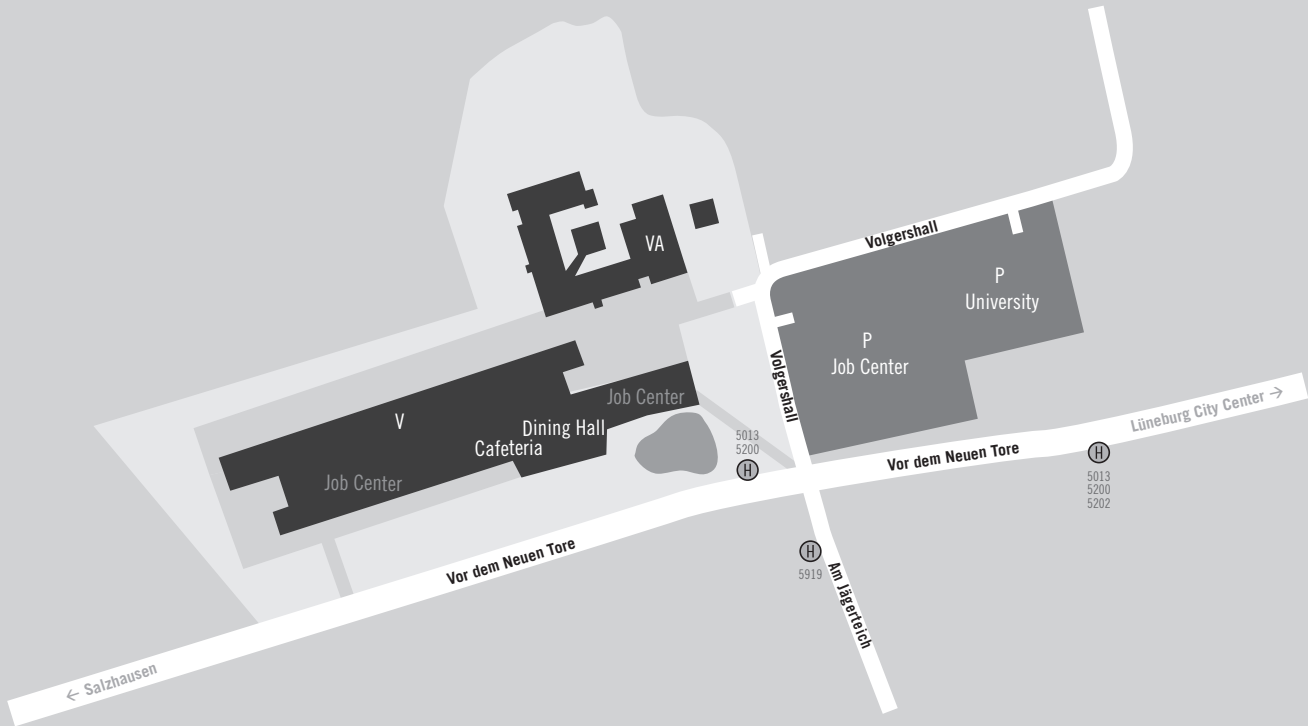 VA
Volgershall
P
University
P
Job Center
Volgershall
Job Center
V
Dining Hall
Cafeteria
Job Center
5013
5200
H
Vor dem Neuen Tore
Lüneburg City Center →
H
5013
5200
5202
Vor dem Neuen Tore
H
5919
Am Jägerteich
← Salzhausen